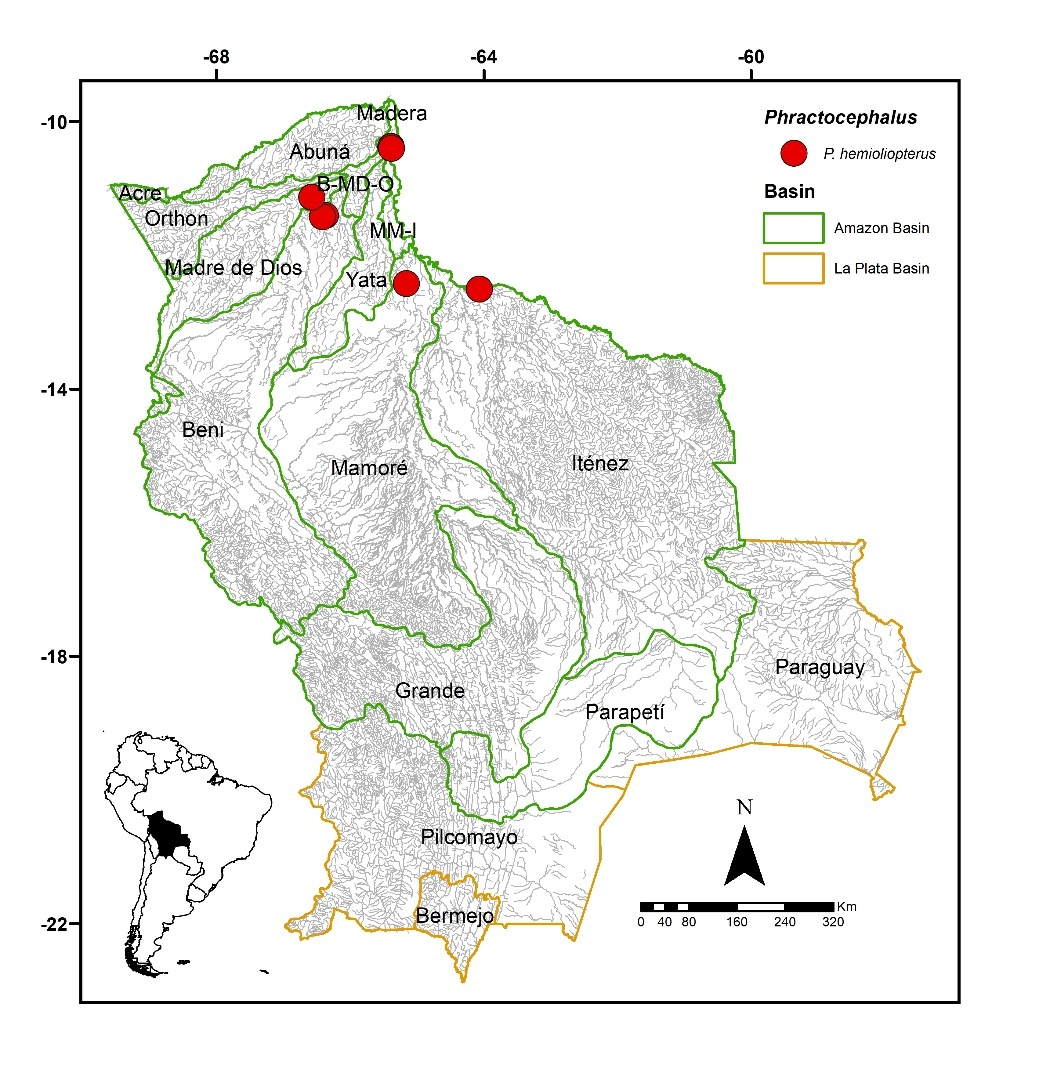 -68 -64 -60
-10
-14
-18
-22
Madera
Abuná
Acre
B-MD-O
Orthon
MM-I
Madre de Dios
Yata
Beni
Mamoré
Iténez
Grande
Parapetí
Paraguay
Pilcomayo
Bermejo
Phractocephalus
P. hemioliopterus
Basin
Amazon Basin
La Plata Basin
N
Km
0 40 80 160 240 320